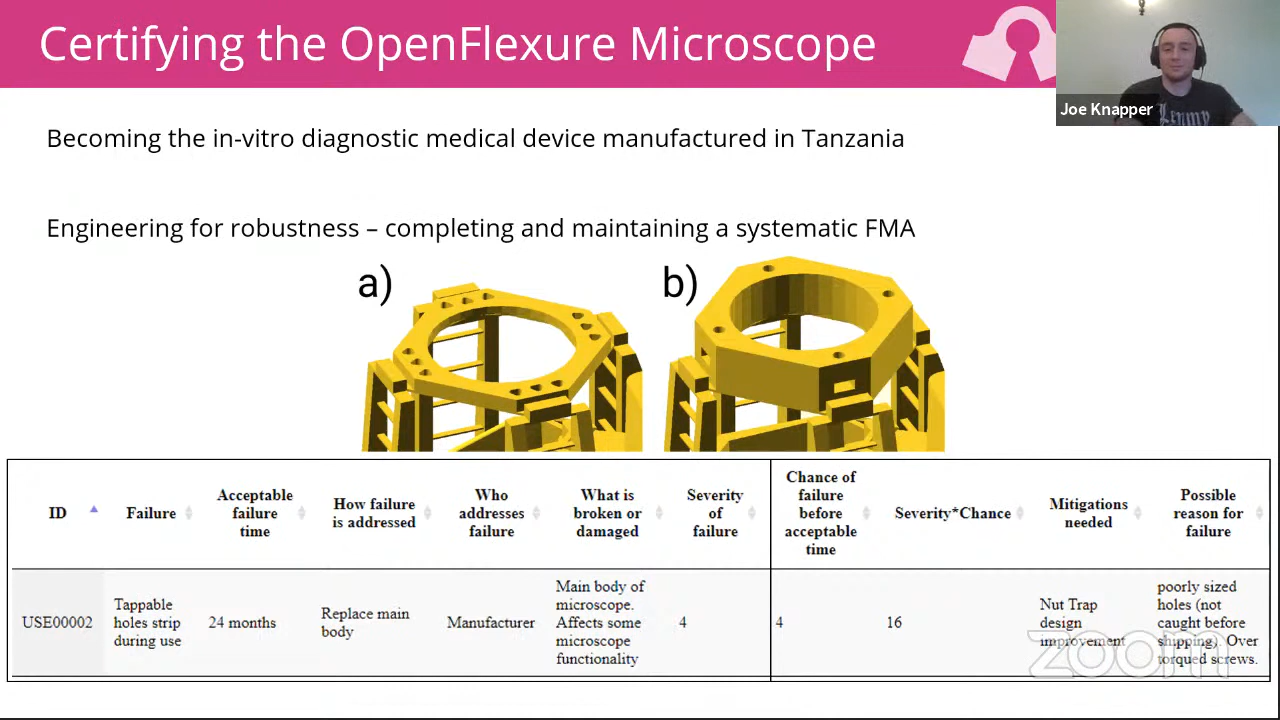 Certifying the OpenFlexure Microscope
Joe Knapper
Becoming the in-vitro diagnostic medical device manufactured in Tanzania
Engineering for robustness – completing and maintaining a systematic FMA
a)
b)
ID
Failure
Acceptable
failure
time
How failure
is addressed
Who
addresses
failure
What is
broken or
damaged
Severity
of
failure
Chance of
failure
before
acceptable
time
Severity*Chance
Mitigations
needed
Possible
reason for
failure
USE00002
Tappable
holes strip
during use
24 months
Replace main
body
Manufacturer
Main body of
microscope.
Affects some
microscope
functionality
4
4
16
Nut Trap
design
improvement
poorly sized
holes (not
caught before
shipping). Over
torqued screws.
zoom